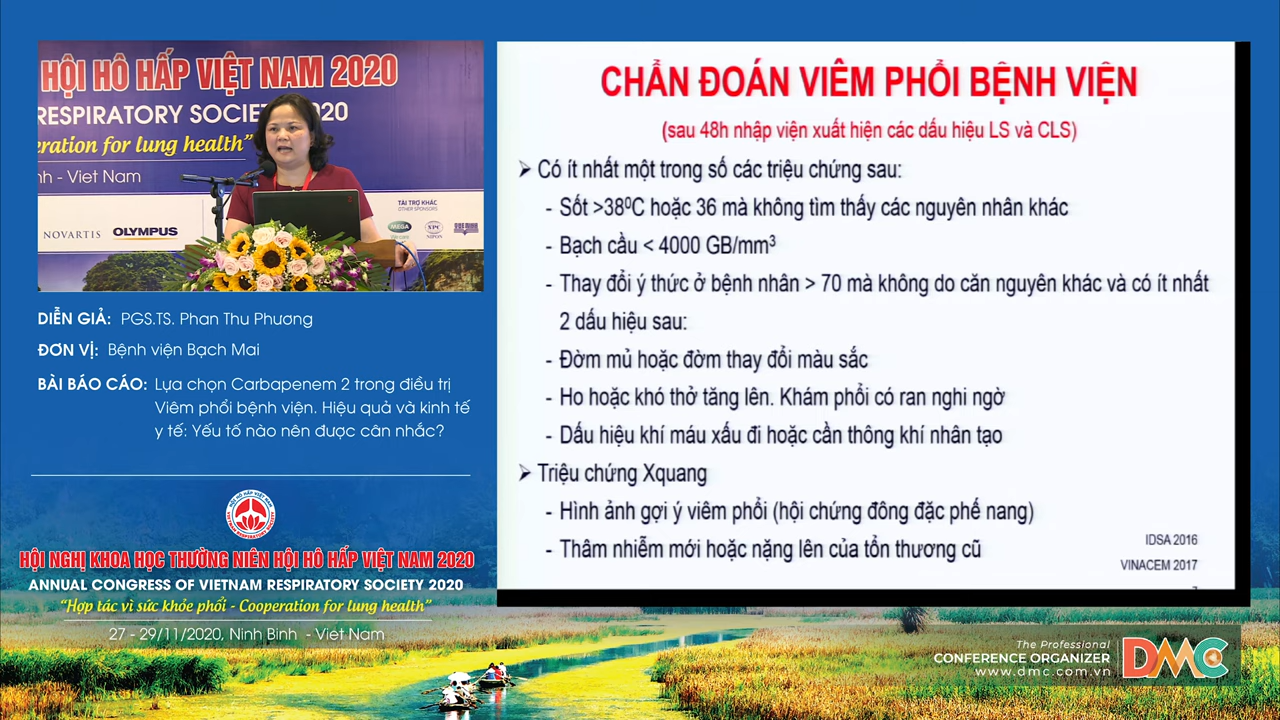 HỘI HÔ HẤP VIỆT NAM 2020
RESPIRATORY SOCIETY 2020
eration for lung health”
nh - Viet Nam
TÀI TRỢ KHÁC
OTHER SPONSORS
NOVARTIS
OLYMPUS
MEGA
DIỄN GIẢ: PGS.TS. Phan Thu Phương
ĐƠN VỊ: Bệnh viện Bạch Mai
BÀI BÁO CÁO: Lựa chọn Carbapenem 2 trong điều trị
Viêm phổi bệnh viện. Hiệu quả và kinh tế
y tế: Yếu tố nào nên được cân nhắc?
HỘI NGHỊ KHOA HỌC THƯỜNG NIÊN HỘI HÔ HẤP VIỆT NAM 2020
ANNUAL CONGRESS OF VIETNAM RESPIRATORY SOCIETY 2020
“Hợp tác vì sức khỏe phổi - Cooperation for lung health”
27 - 29/11/2020, Ninh Bình - Việt Nam
CHẨN ĐOÁN VIÊM PHỔI BỆNH VIỆN
(sau 48h nhập viện xuất hiện các dấu hiệu LS và CLS)
➢ Có ít nhất một trong số các triệu chứng sau:
- Sốt >38⁰C hoặc 36 mà không tìm thấy các nguyên nhân khác
- Bạch cầu < 4000 GB/mm³
- Thay đổi ý thức ở bệnh nhân > 70 mà không do căn nguyên khác và có ít nhất
2 dấu hiệu sau:
- Đờm mủ hoặc đờm thay đổi màu sắc
- Ho hoặc khó thở tăng lên. Khám phổi có ran nghi ngờ
- Dấu hiệu khí máu xấu đi hoặc cần thông khí nhân tạo
➢ Triệu chứng Xquang
- Hình ảnh gợi ý viêm phổi (hội chứng đông đặc phế nang)
- Thâm nhiễm mới hoặc nặng lên của tổn thương cũ
IDSA 2016
VINACEM 2017
The Professional
CONFERENCE ORGANIZER
www.dmc.com.vn
DMC